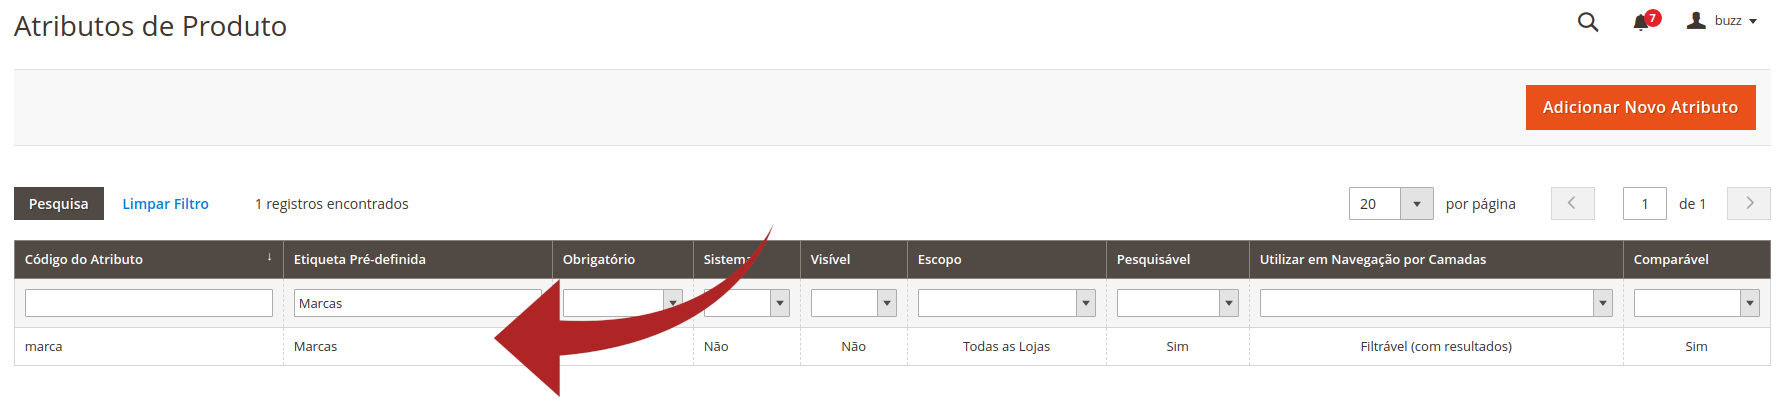 Atributos de Produto
7
buzz
Adicionar Novo Atributo
Pesquisa Limpar Filtro 1 registros encontrados 20 por página 1 de 1
Código do Atributo ↓ Etiqueta Pré-definida Obrigatório Sistema Visível Escopo Pesquisável Utilizar em Navegação por Camadas Comparável
Marcas
marca Marcas Não Não Todas as Lojas Sim Filtrável (com resultados) Sim